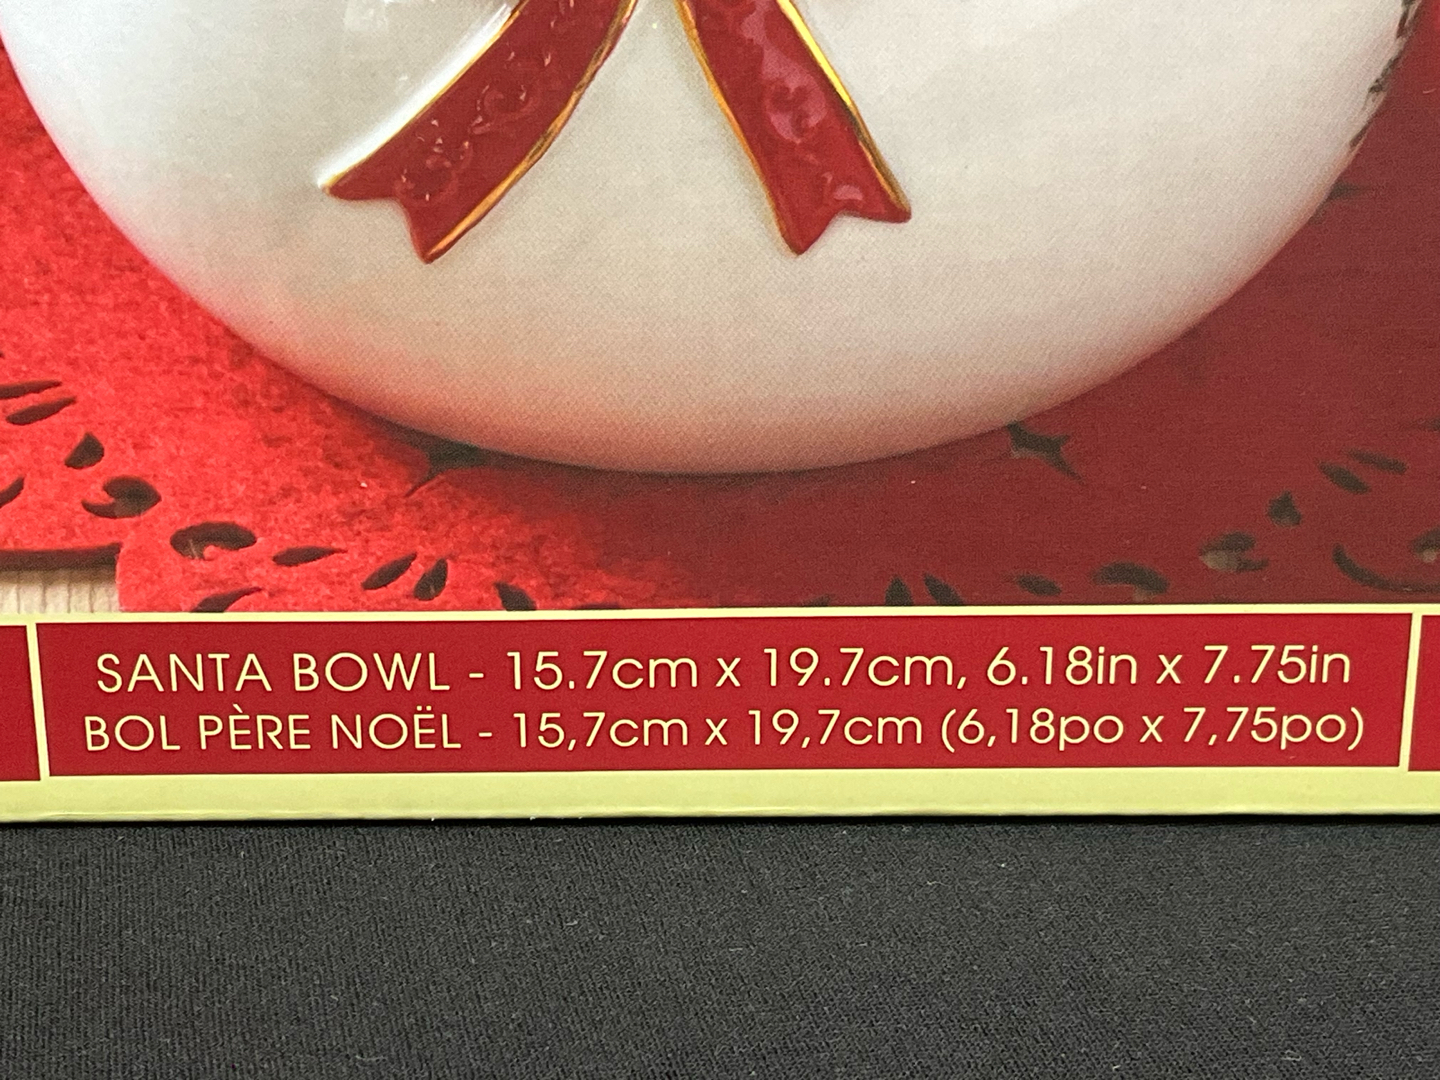 SANTA BOWL - 15.7cm x 19.7cm, 6.18in x 7.75in
BOL PÈRE NOËL - 15,7cm x 19,7cm (6,18po x 7,75po)